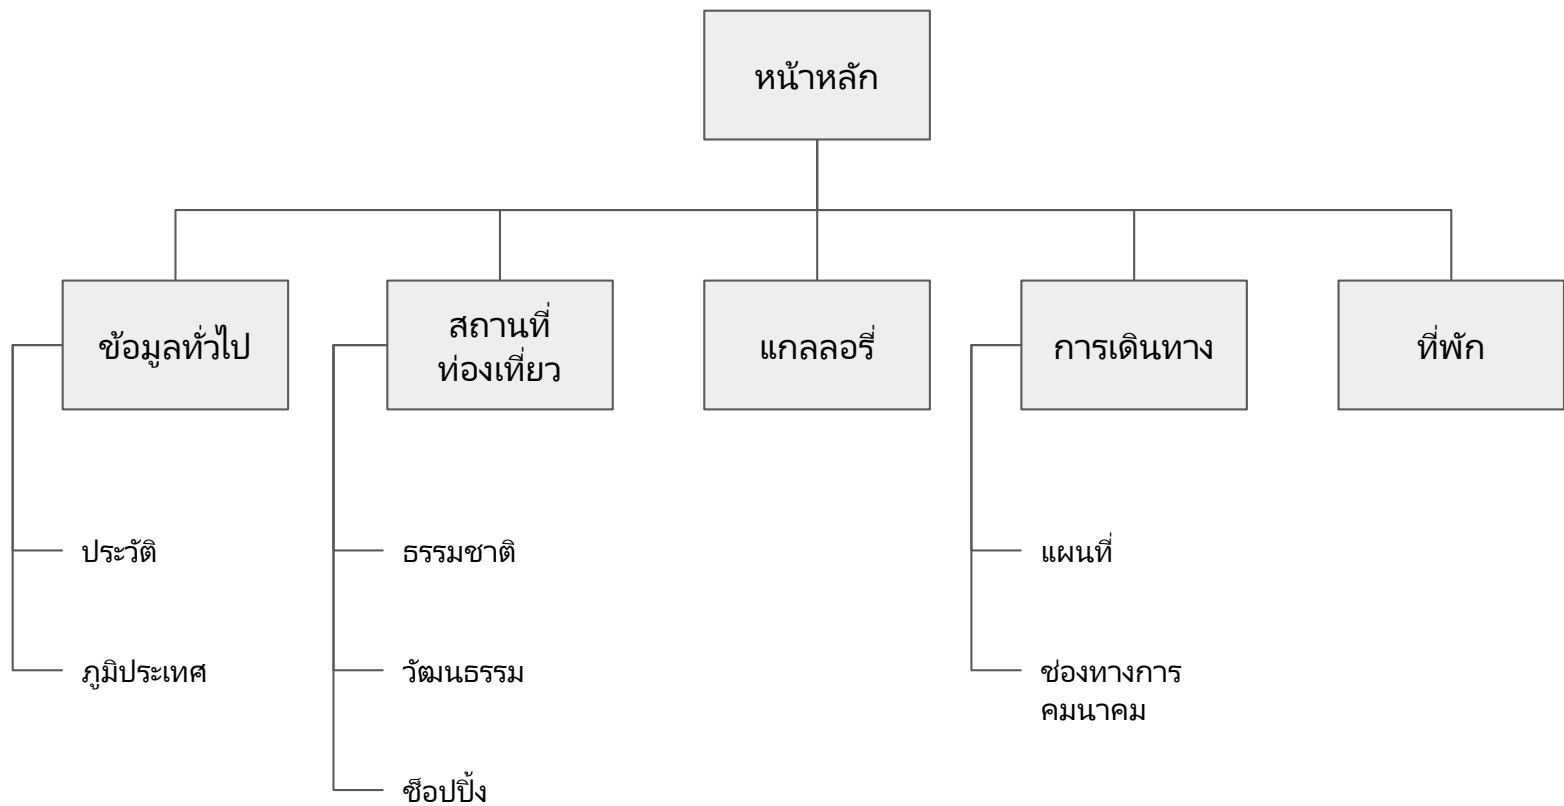 หน้าหลัก
ข้อมูลทั่วไป
สถานที่
ท่องเที่ยว
แกลลอรี่
การเดินทาง
ที่พัก
ประวัติ
ธรรมชาติ
แผนที่
ภูมิประเทศ
วัฒนธรรม
ช่องทางการ
คมนาคม
ช็อปปิ้ง